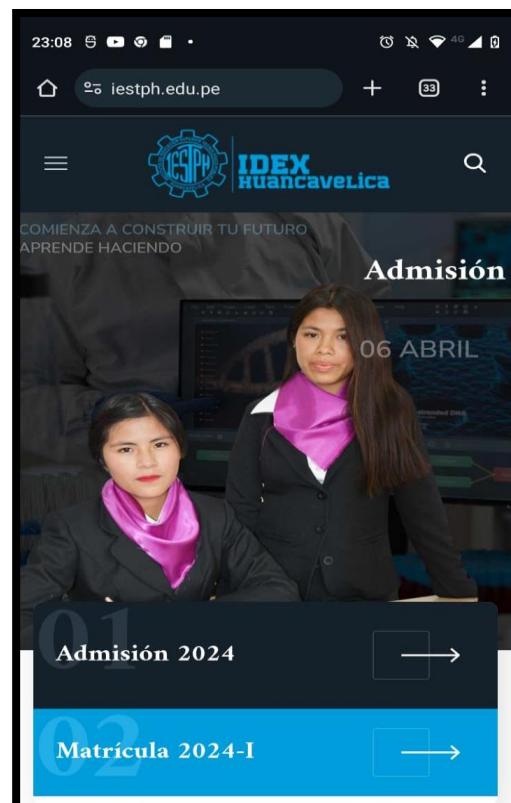 23:08
4G
iestph.edu.pe
33
IESTPH
IDEX
Huancavelica
COMIENZA A CONSTRUIR TU FUTURO
APRENDE HACIENDO
Admisión
06 ABRIL
01
Admisión 2024
02
Matrícula 2024-I